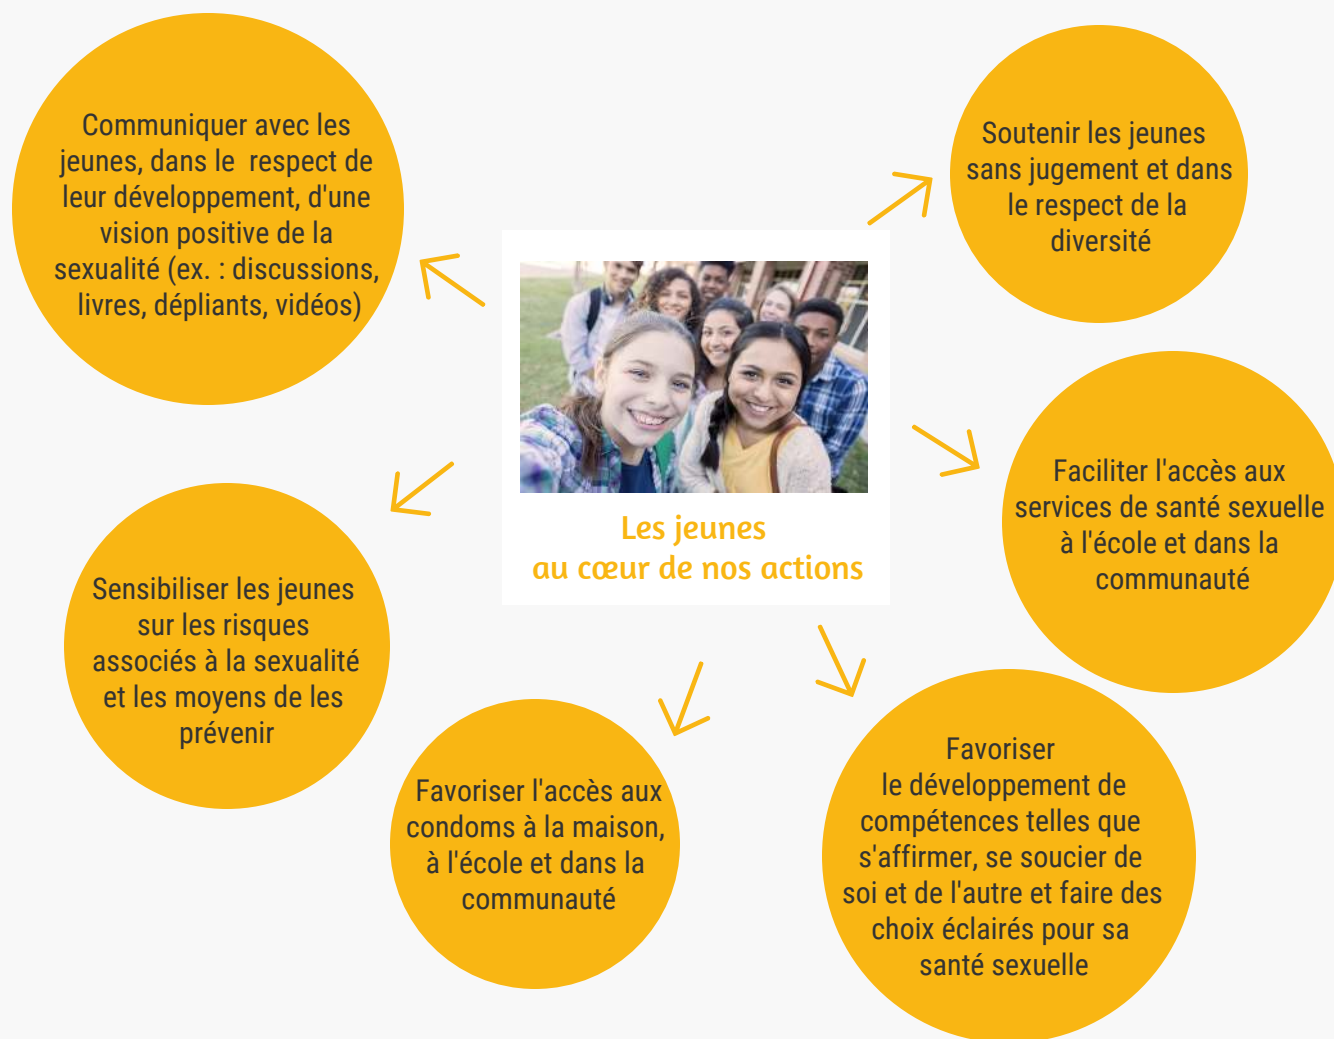 Communiquer avec les
jeunes, dans le respect de
leur développement, d'une
vision positive de la
sexualité (ex. : discussions,
livres, dépliants, vidéos)
Soutenir les jeunes
sans jugement et dans
le respect de la
diversité
Les jeunes
au cœur de nos actions
Faciliter l'accès aux
services de santé sexuelle
à l'école et dans la
communauté
Sensibiliser les jeunes
sur les risques
associés à la sexualité
et les moyens de les
prévenir
Favoriser l'accès aux
condoms à la maison,
à l'école et dans la
communauté
Favoriser
le développement de
compétences telles que
s'affirmer, se soucier de
soi et de l'autre et faire des
choix éclairés pour sa
santé sexuelle